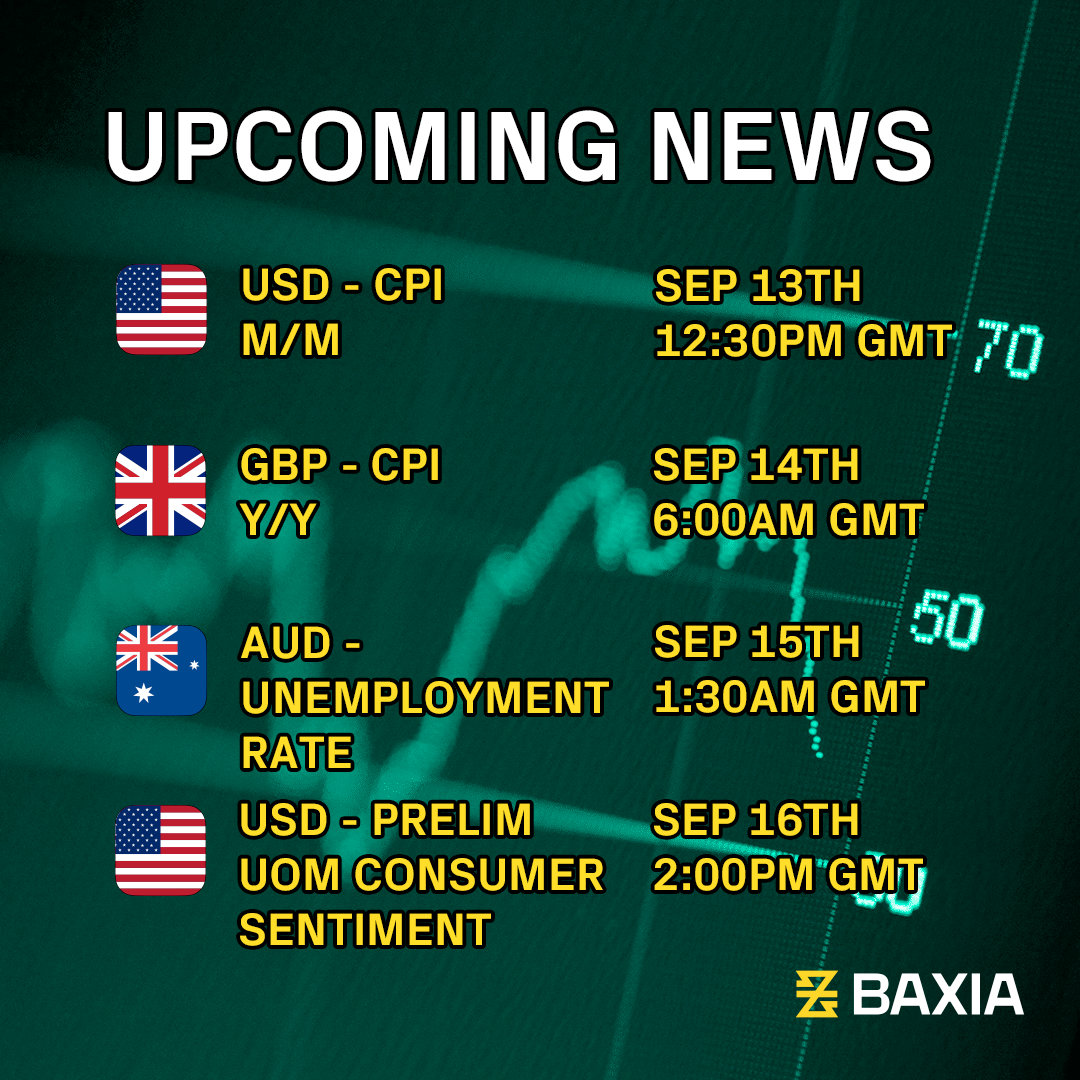 UPCOMING NEWS
USD - CPI
M/M
SEP 13TH
12:30PM GMT
70
GBP - CPI
Y/Y
SEP 14TH
6:00AM GMT
50
AUD -
UNEMPLOYMENT
RATE
SEP 15TH
1:30AM GMT
USD - PRELIM
UOM CONSUMER
SENTIMENT
SEP 16TH
2:00PM GMT
BAXIA